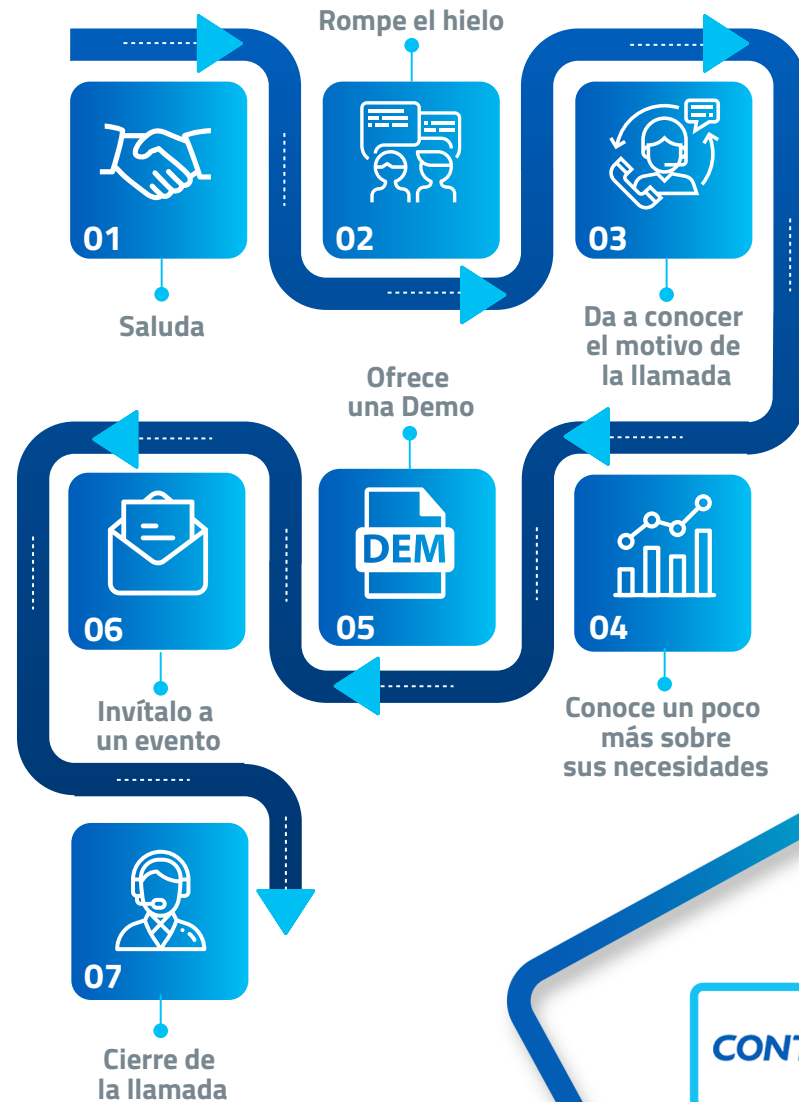 Rompe el hielo
01
02
03
Saluda
Da a conocer
el motivo de
la llamada
Ofrece
una Demo
DEM
06
05
04
Invítalo a
un evento
Conoce un poco
más sobre
sus necesidades
07
Cierre de
la llamada
CONT